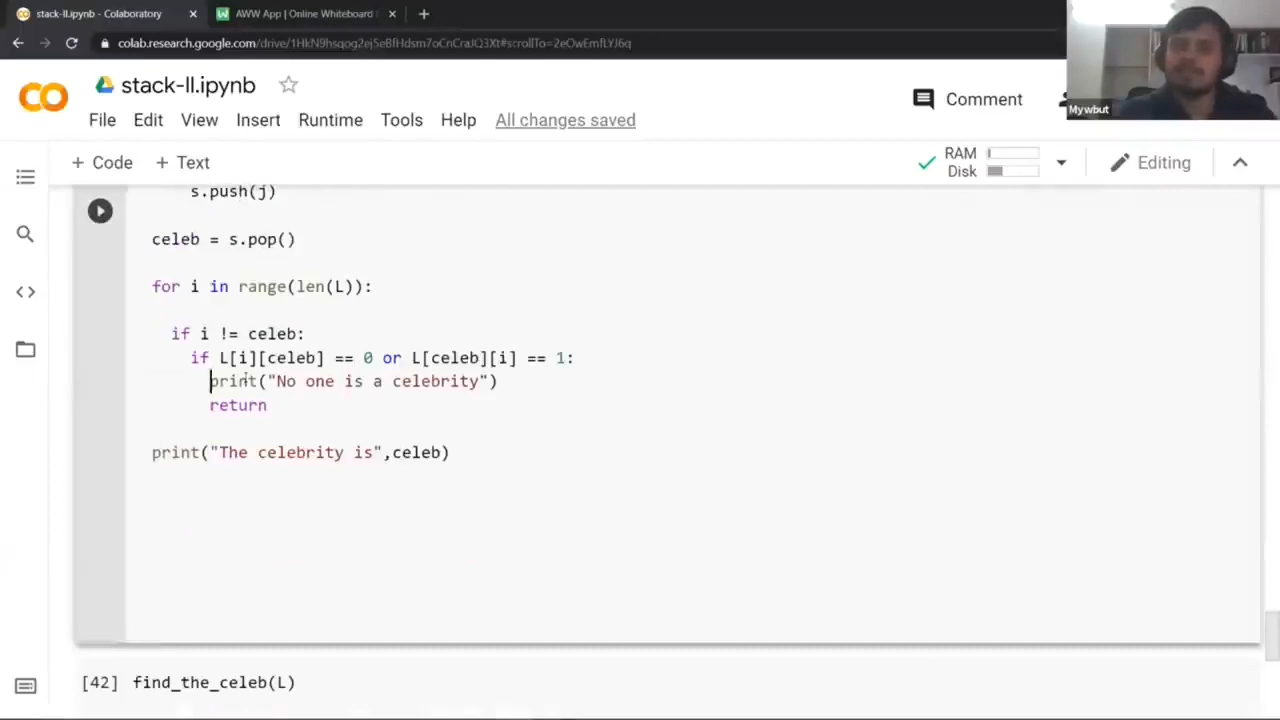 stack-ll.ipynb - Colaboratory
AWW App | Online Whiteboard
stack-ll.ipynb
File Edit View Insert Runtime Tools Help All changes saved
Comment
Mywbut
+ Code + Text
RAM
Disk
Editing
s.push(j)
celeb = s.pop()
for i in range(len(L)):
if i != celeb:
if L[i][celeb] == 0 or L[celeb][i] == 1:
print("No one is a celebrity")
return
print("The celebrity is",celeb)
[42] find_the_celeb(L)